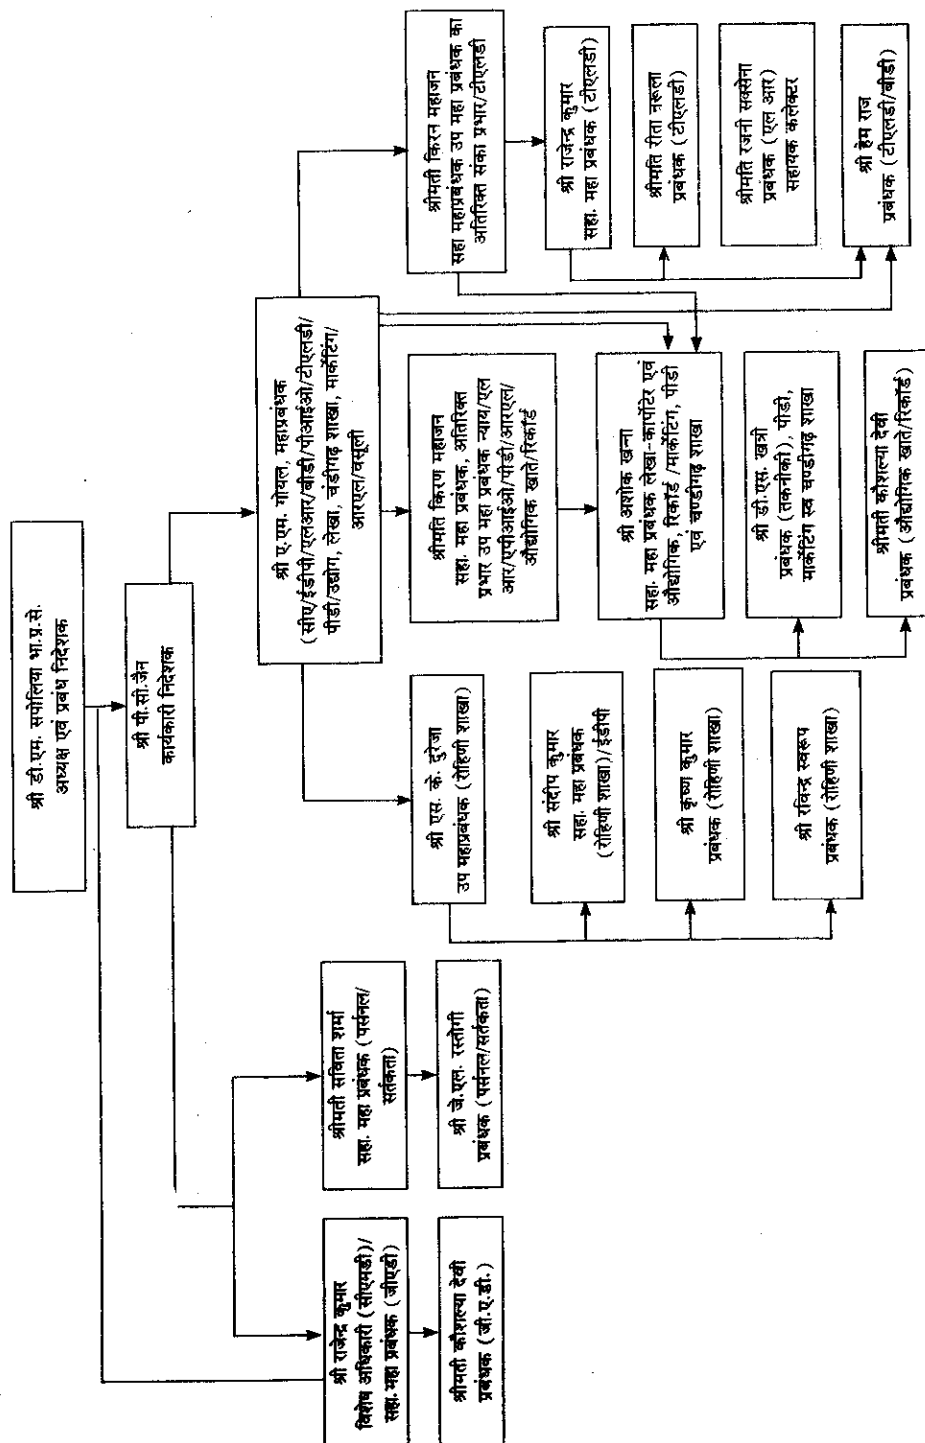 श्री डी.एम. सपोलिया भा.प्र.से.
अध्यक्ष एवं प्रबंध निदेशक
श्री पी.सी.जैन
कार्यकारी निदेशक
श्री राजेन्द्र कुमार
विशेष अधिकारी (सीएमडी)/
सहा. महा प्रबंधक (जीएडी)
श्रीमती कौशल्या देवी
प्रबंधक (जी.ए.डी.)
श्रीमती सविता शर्मा
सहा. महा प्रबंधक (पर्सनल/
सर्तकता)
श्री जे.एल. रस्तोगी
प्रबंधक (पर्सनल/सर्तकता)
श्री ए.एम. गोयल, महाप्रबंधक
(सीए/ईडीपी/एलआर/बीडी/पीआईओ/टीएलडी/
पीडी/उद्योग, लेखा, चंडीगढ़ शाखा, मार्केटिंग/
आरएल/वसूली
श्री एस. के. दुरेजा
उप महाप्रबंधक (रोहिणी शाखा)
श्री संदीप कुमार
सहा. महा प्रबंधक
(रोहिणी शाखा)/ईडीपी
श्री कृष्ण कुमार
प्रबंधक (रोहिणी शाखा)
श्री रविन्द्र स्वरूप
प्रबंधक (रोहिणी शाखा)
श्रीमति किरण महाजन
सहा. महा प्रबंधक, अतिरिक्त
प्रभार उप महा प्रबंधक न्याय/एल
आर/एपीआईओ/पीडी/आरएल/
औद्योगिक खाते/रिकॉर्ड
श्री अशोक खन्ना
सहा. महा प्रबंधक लेखा-कार्पोटेर एवं
औद्योगिक, रिकॉर्ड /मार्केटिंग, पीडी
एवं चण्डीगढ़ शाखा
श्री डी.एस. खत्री
प्रबंधक (तकनीकी), पीडी,
मार्केटिंग स्व चण्डीगढ़ शाखा
श्रीमती कौशल्या देवी
प्रबंधक (औद्योगिक खाते/रिकॉर्ड)
श्रीमती किरन महाजन
सहा महाप्रबंधक उप महा प्रबंधक का
अतिरिक्त संका प्रभार/टीएलडी
श्री राजेन्द्र कुमार
सहा. महा प्रबंधक (टीएलडी)
श्रीमति रीता नरूला
प्रबंधक (टीएलडी)
श्रीमति रजनी सक्सेना
प्रबंधक (एल आर)
सहायक कलेक्टर
श्री हेम राज
प्रबंधक (टीएलडी/बीडी)